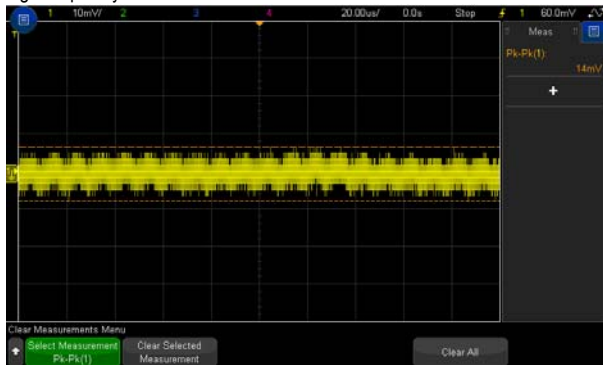 1 10mV/ 2 3 4 20.00us/ 0.0s Stop 1 60.0mV
Meas
Pk-Pk(1):
14mV
+
Clear Measurements Menu
Select Measurement Clear Selected Clear All
Pk-Pk(1) Measurement